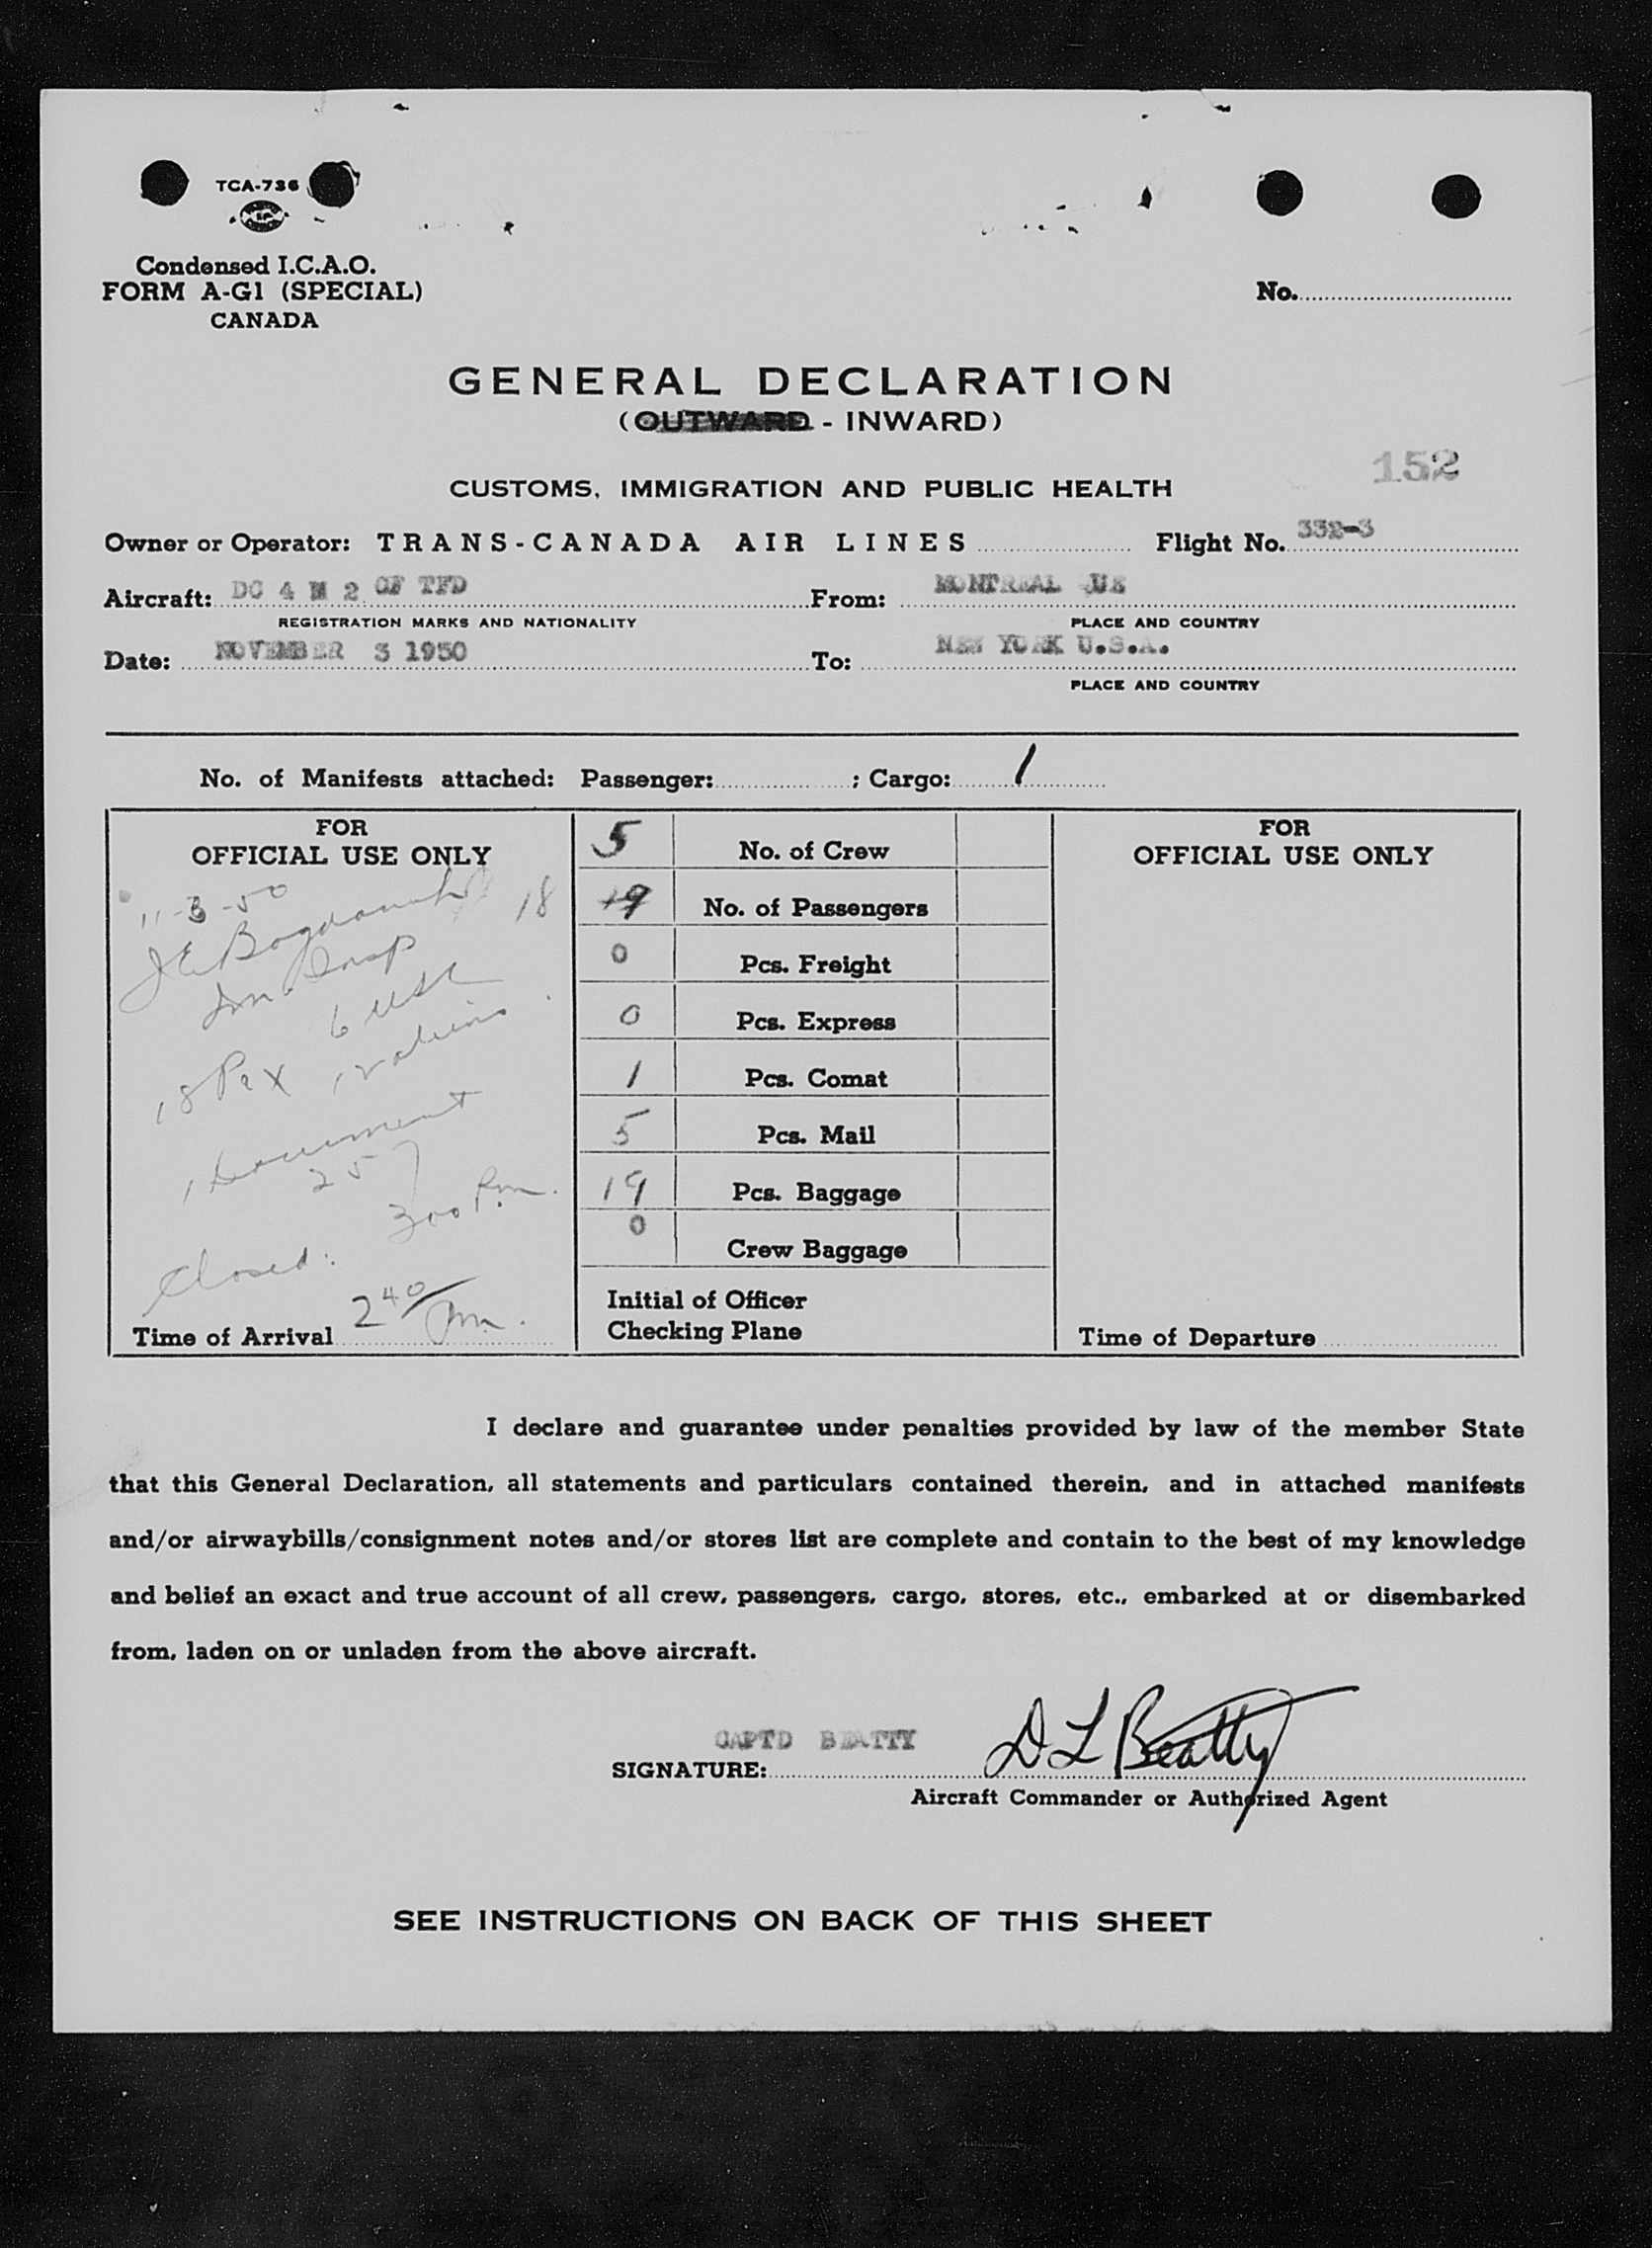 TCA-736
TCA
Condensed I.C.A.O.
FORM A-G1 (SPECIAL)
CANADA
No.
GENERAL DECLARATION
(OUTWARD - INWARD)
152
CUSTOMS, IMMIGRATION AND PUBLIC HEALTH
Owner or Operator: TRANS-CANADA AIR LINES Flight No. 332-3
Aircraft: DC 4 M 2 CF TFD From: MONTREAL QUE
REGISTRATION MARKS AND NATIONALITY PLACE AND COUNTRY
Date: NOVEMBER 3 1950 To: NEW YORK U.S.A.
PLACE AND COUNTRY
No. of Manifests attached: Passenger: ; Cargo: 1
FOR
OFFICIAL USE ONLY
11-3-50
Imm. Insp
6 USC
18 Pax
1 Document
257
300 P.m.
Closed:
Time of Arrival 2 40/Pm.
5 No. of Crew
18 19 No. of Passengers
0 Pcs. Freight
0 Pcs. Express
1 Pcs. Comat
5 Pcs. Mail
19 Pcs. Baggage
0 Crew Baggage
Initial of Officer
Checking Plane
FOR
OFFICIAL USE ONLY
Time of Departure
I declare and guarantee under penalties provided by law of the member State
that this General Declaration, all statements and particulars contained therein, and in attached manifests
and/or airwaybills/consignment notes and/or stores list are complete and contain to the best of my knowledge
and belief an exact and true account of all crew, passengers, cargo, stores, etc., embarked at or disembarked
from, laden on or unladen from the above aircraft.
CAPTD BEATTY
SIGNATURE: D L Beatty
Aircraft Commander or Authorized Agent
SEE INSTRUCTIONS ON BACK OF THIS SHEET